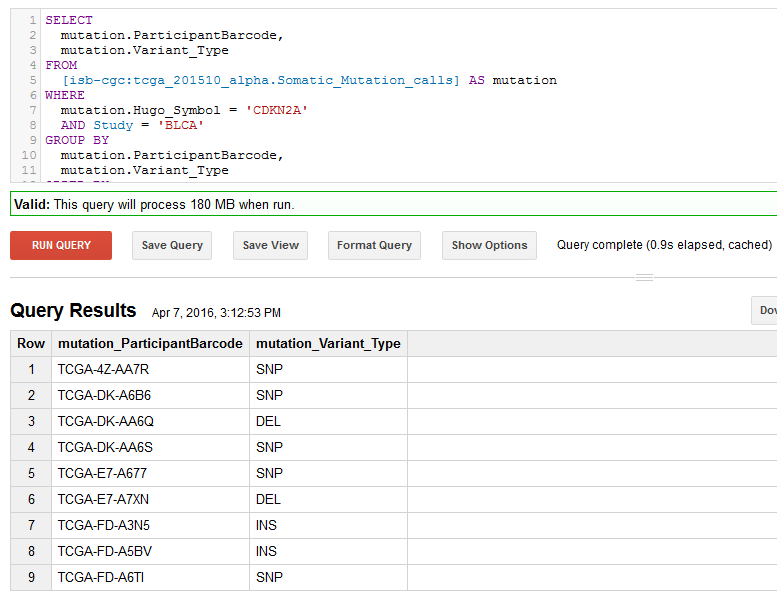 1 SELECT
2 mutation.ParticipantBarcode,
3 mutation.Variant_Type
4 FROM
5 [isb-cgc:tcga_201510_alpha.Somatic_Mutation_calls] AS mutation
6 WHERE
7 mutation.Hugo_Symbol = 'CDKN2A'
8 AND Study = 'BLCA'
9 GROUP BY
10 mutation.ParticipantBarcode,
11 mutation.Variant_Type
Valid: This query will process 180 MB when run.
RUN QUERY Save Query Save View Format Query Show Options Query complete (0.9s elapsed, cached)
Query Results Apr 7, 2016, 3:12:53 PM
Row mutation_ParticipantBarcode mutation_Variant_Type
1 TCGA-4Z-AA7R SNP
2 TCGA-DK-A6B6 SNP
3 TCGA-DK-AA6Q DEL
4 TCGA-DK-AA6S SNP
5 TCGA-E7-A677 SNP
6 TCGA-E7-A7XN DEL
7 TCGA-FD-A3N5 INS
8 TCGA-FD-A5BV INS
9 TCGA-FD-A6TI SNP